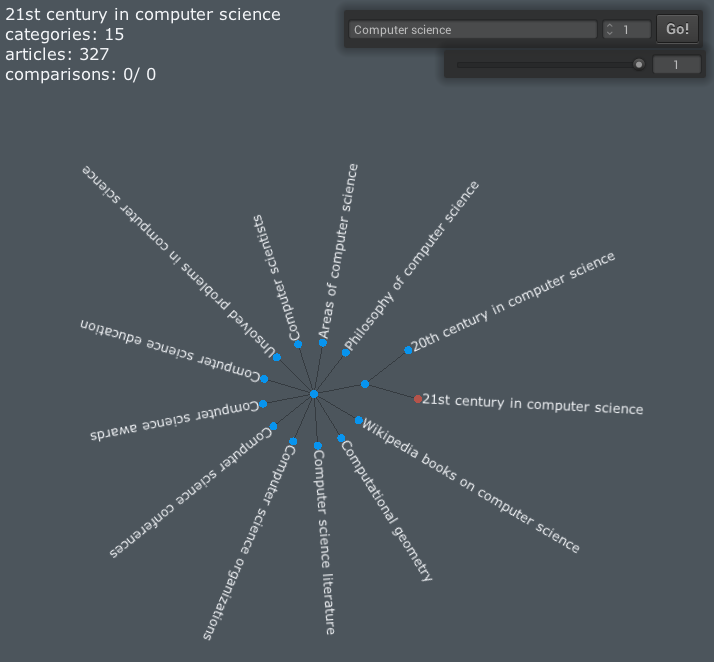 21st century in computer science
categories: 15
articles: 327
comparisons: 0/ 0
Computer science
1
Go!
1
Unsolved problems in computer science
Computer scientists
Areas of computer science
Philosophy of computer science
20th century in computer science
21st century in computer science
Wikipedia books on computer science
Computational geometry
Computer science literature
Computer science organizations
Computer science conferences
Computer science awards
Computer science education